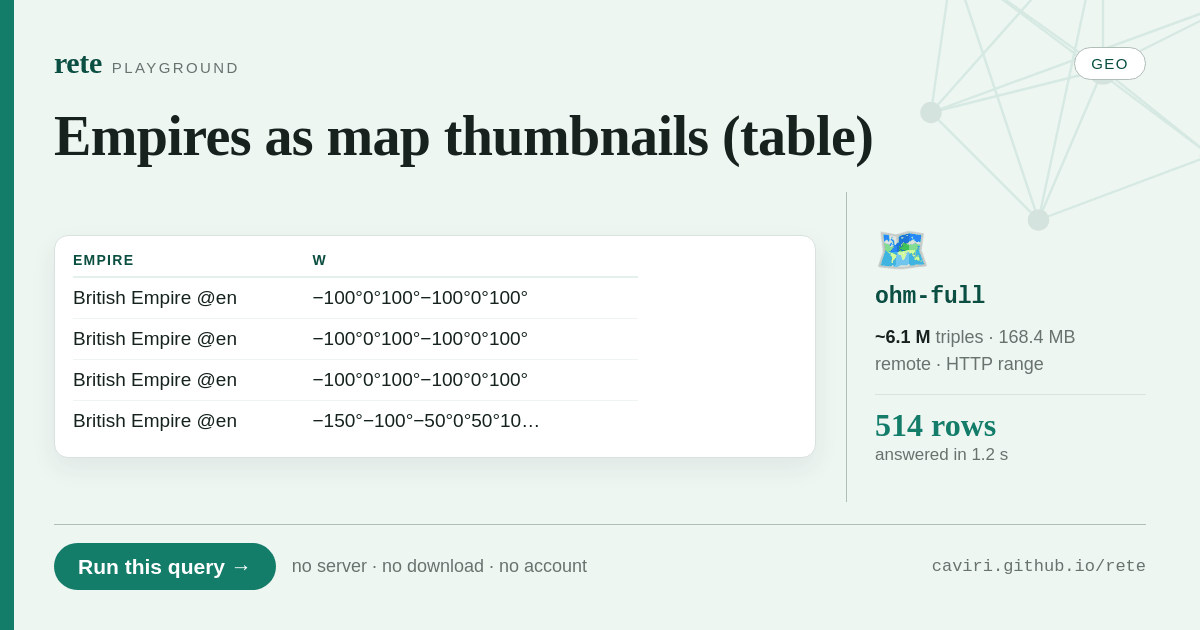 rete PLAYGROUND
GEO
Empires as map thumbnails (table)
EMPIRE W
British Empire @en −100°0°100°−100°0°100°
British Empire @en −100°0°100°−100°0°100°
British Empire @en −100°0°100°−100°0°100°
British Empire @en −150°−100°−50°0°50°10…
ohm-full
~6.1 M triples · 168.4 MB
remote · HTTP range
514 rows
answered in 1.2 s
Run this query → no server · no download · no account
caviri.github.io/rete